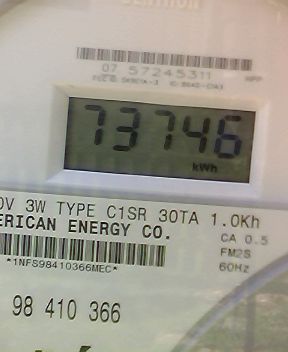 CENTRON
07 57245311
73746
kWh
0V 3W TYPE C1SR 30TA 1.0Kh
ERICAN ENERGY CO.
CA 0.5
FM2S
*1NFS98410366MEC*
60Hz
98 410 366